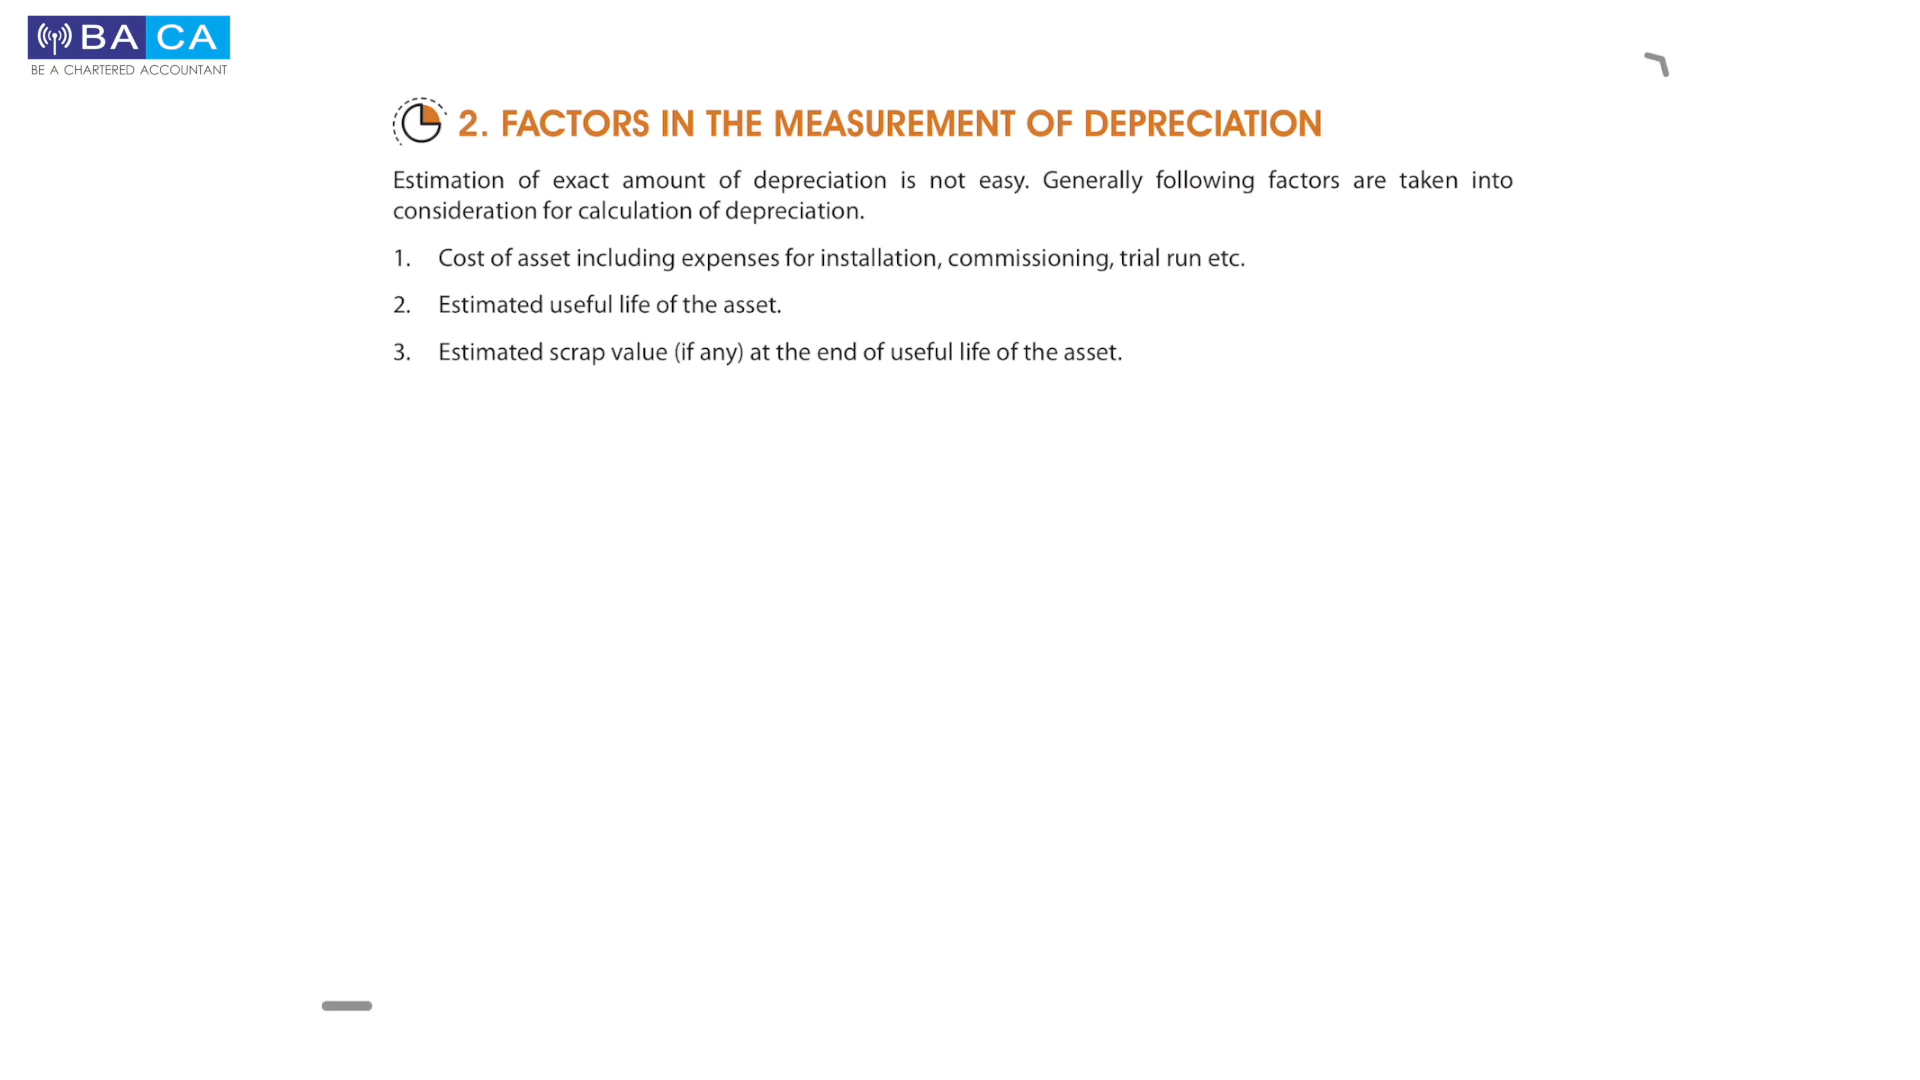 BA CA
BE A CHARTERED ACCOUNTANT
2. FACTORS IN THE MEASUREMENT OF DEPRECIATION
Estimation of exact amount of depreciation is not easy. Generally following factors are taken into
consideration for calculation of depreciation.
1. Cost of asset including expenses for installation, commissioning, trial run etc.
2. Estimated useful life of the asset.
3. Estimated scrap value (if any) at the end of useful life of the asset.